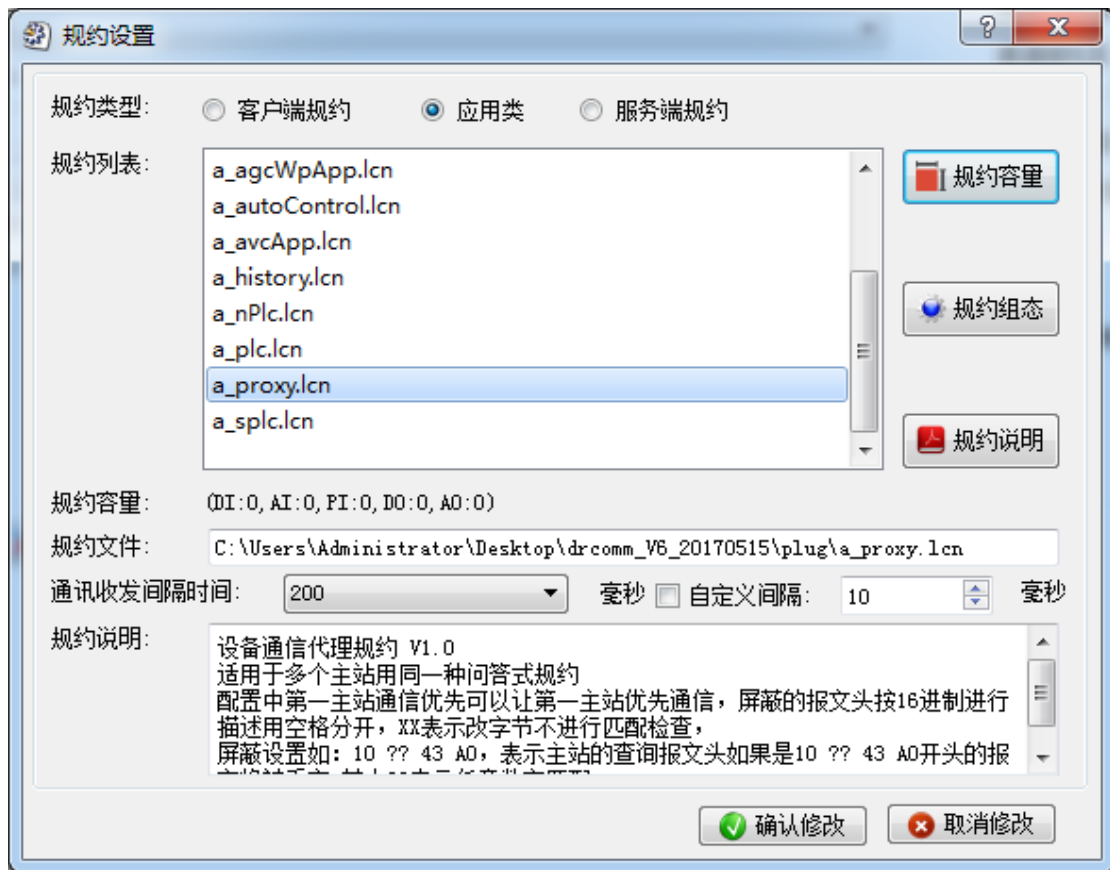 规约设置
规约类型: 客户端规约 应用类 服务端规约
规约列表:
a_agcWpApp.lcn
a_autoControl.lcn
a_avcApp.lcn
a_history.lcn
a_nPlc.lcn
a_plc.lcn
a_proxy.lcn
a_splc.lcn
规约容里
规约组态
规约说明
规约容里: (DI:0, AI:0, PI:0, DO:0, AO:0)
规约文件: C:\Users\Administrator\Desktop\drcomm_V6_20170515\plug\a_proxy.lcn
通讯收发间隔时间: 200 毫秒 自定义间隔: 10 毫秒
规约说明:
设备通信代理规约 V1.0
适用于多个主站用同一种问答式规约
配置中第一主站通信优先可以让第一主站优先通信，屏蔽的报文头按16进制进行
描述用空格分开，XX表示改字节不进行匹配检查，
屏蔽设置如: 10 ?? 43 A0，表示主站的查询报文头如果是10 ?? 43 A0开头的报
确认修改 取消修改